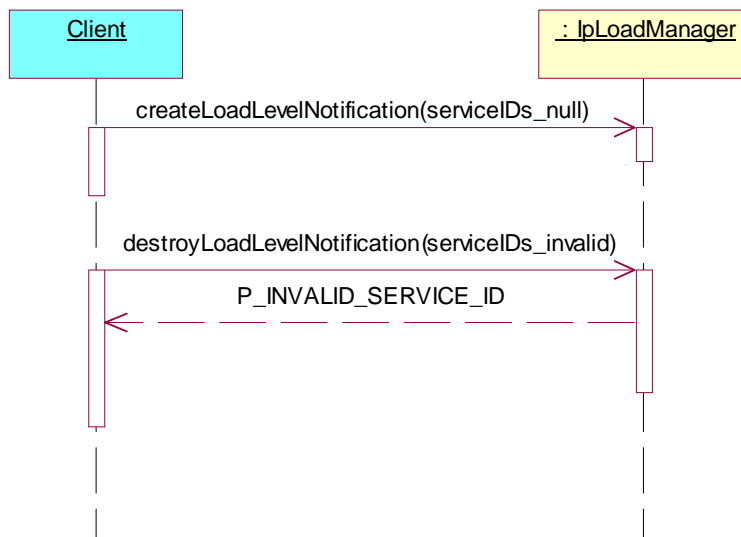 Client
: IpLoadManager
createLoadLevelNotification(serviceIDs_null)
destroyLoadLevelNotification(serviceIDs_invalid)
P_INVALID_SERVICE_ID